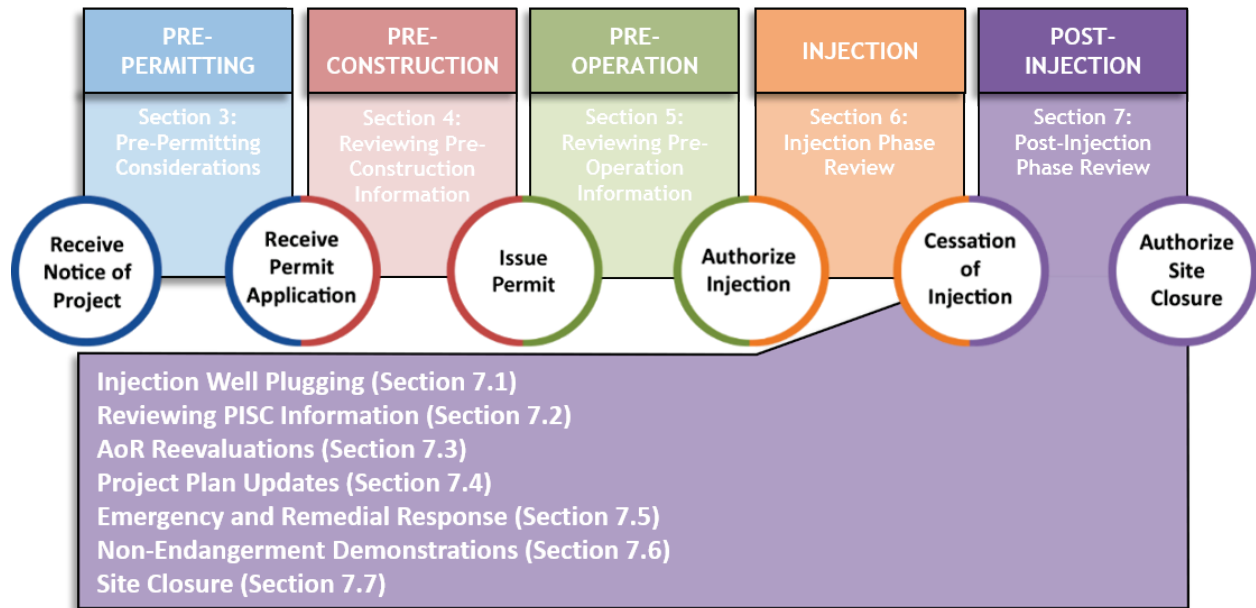 PRE-
PERMITTING
PRE-
CONSTRUCTION
PRE-
OPERATION
INJECTION
POST-
INJECTION
Section 3:
Pre-Permitting
Considerations
Section 4:
Reviewing Pre-
Construction
Information
Section 5:
Reviewing Pre-
Operation
Information
Section 6:
Injection Phase
Review
Section 7:
Post-Injection
Phase Review
Receive
Notice of
Project
Receive
Permit
Application
Issue
Permit
Authorize
Injection
Cessation
of
Injection
Authorize
Site
Closure
Injection Well Plugging (Section 7.1)
Reviewing PISC Information (Section 7.2)
AoR Reevaluations (Section 7.3)
Project Plan Updates (Section 7.4)
Emergency and Remedial Response (Section 7.5)
Non-Endangerment Demonstrations (Section 7.6)
Site Closure (Section 7.7)